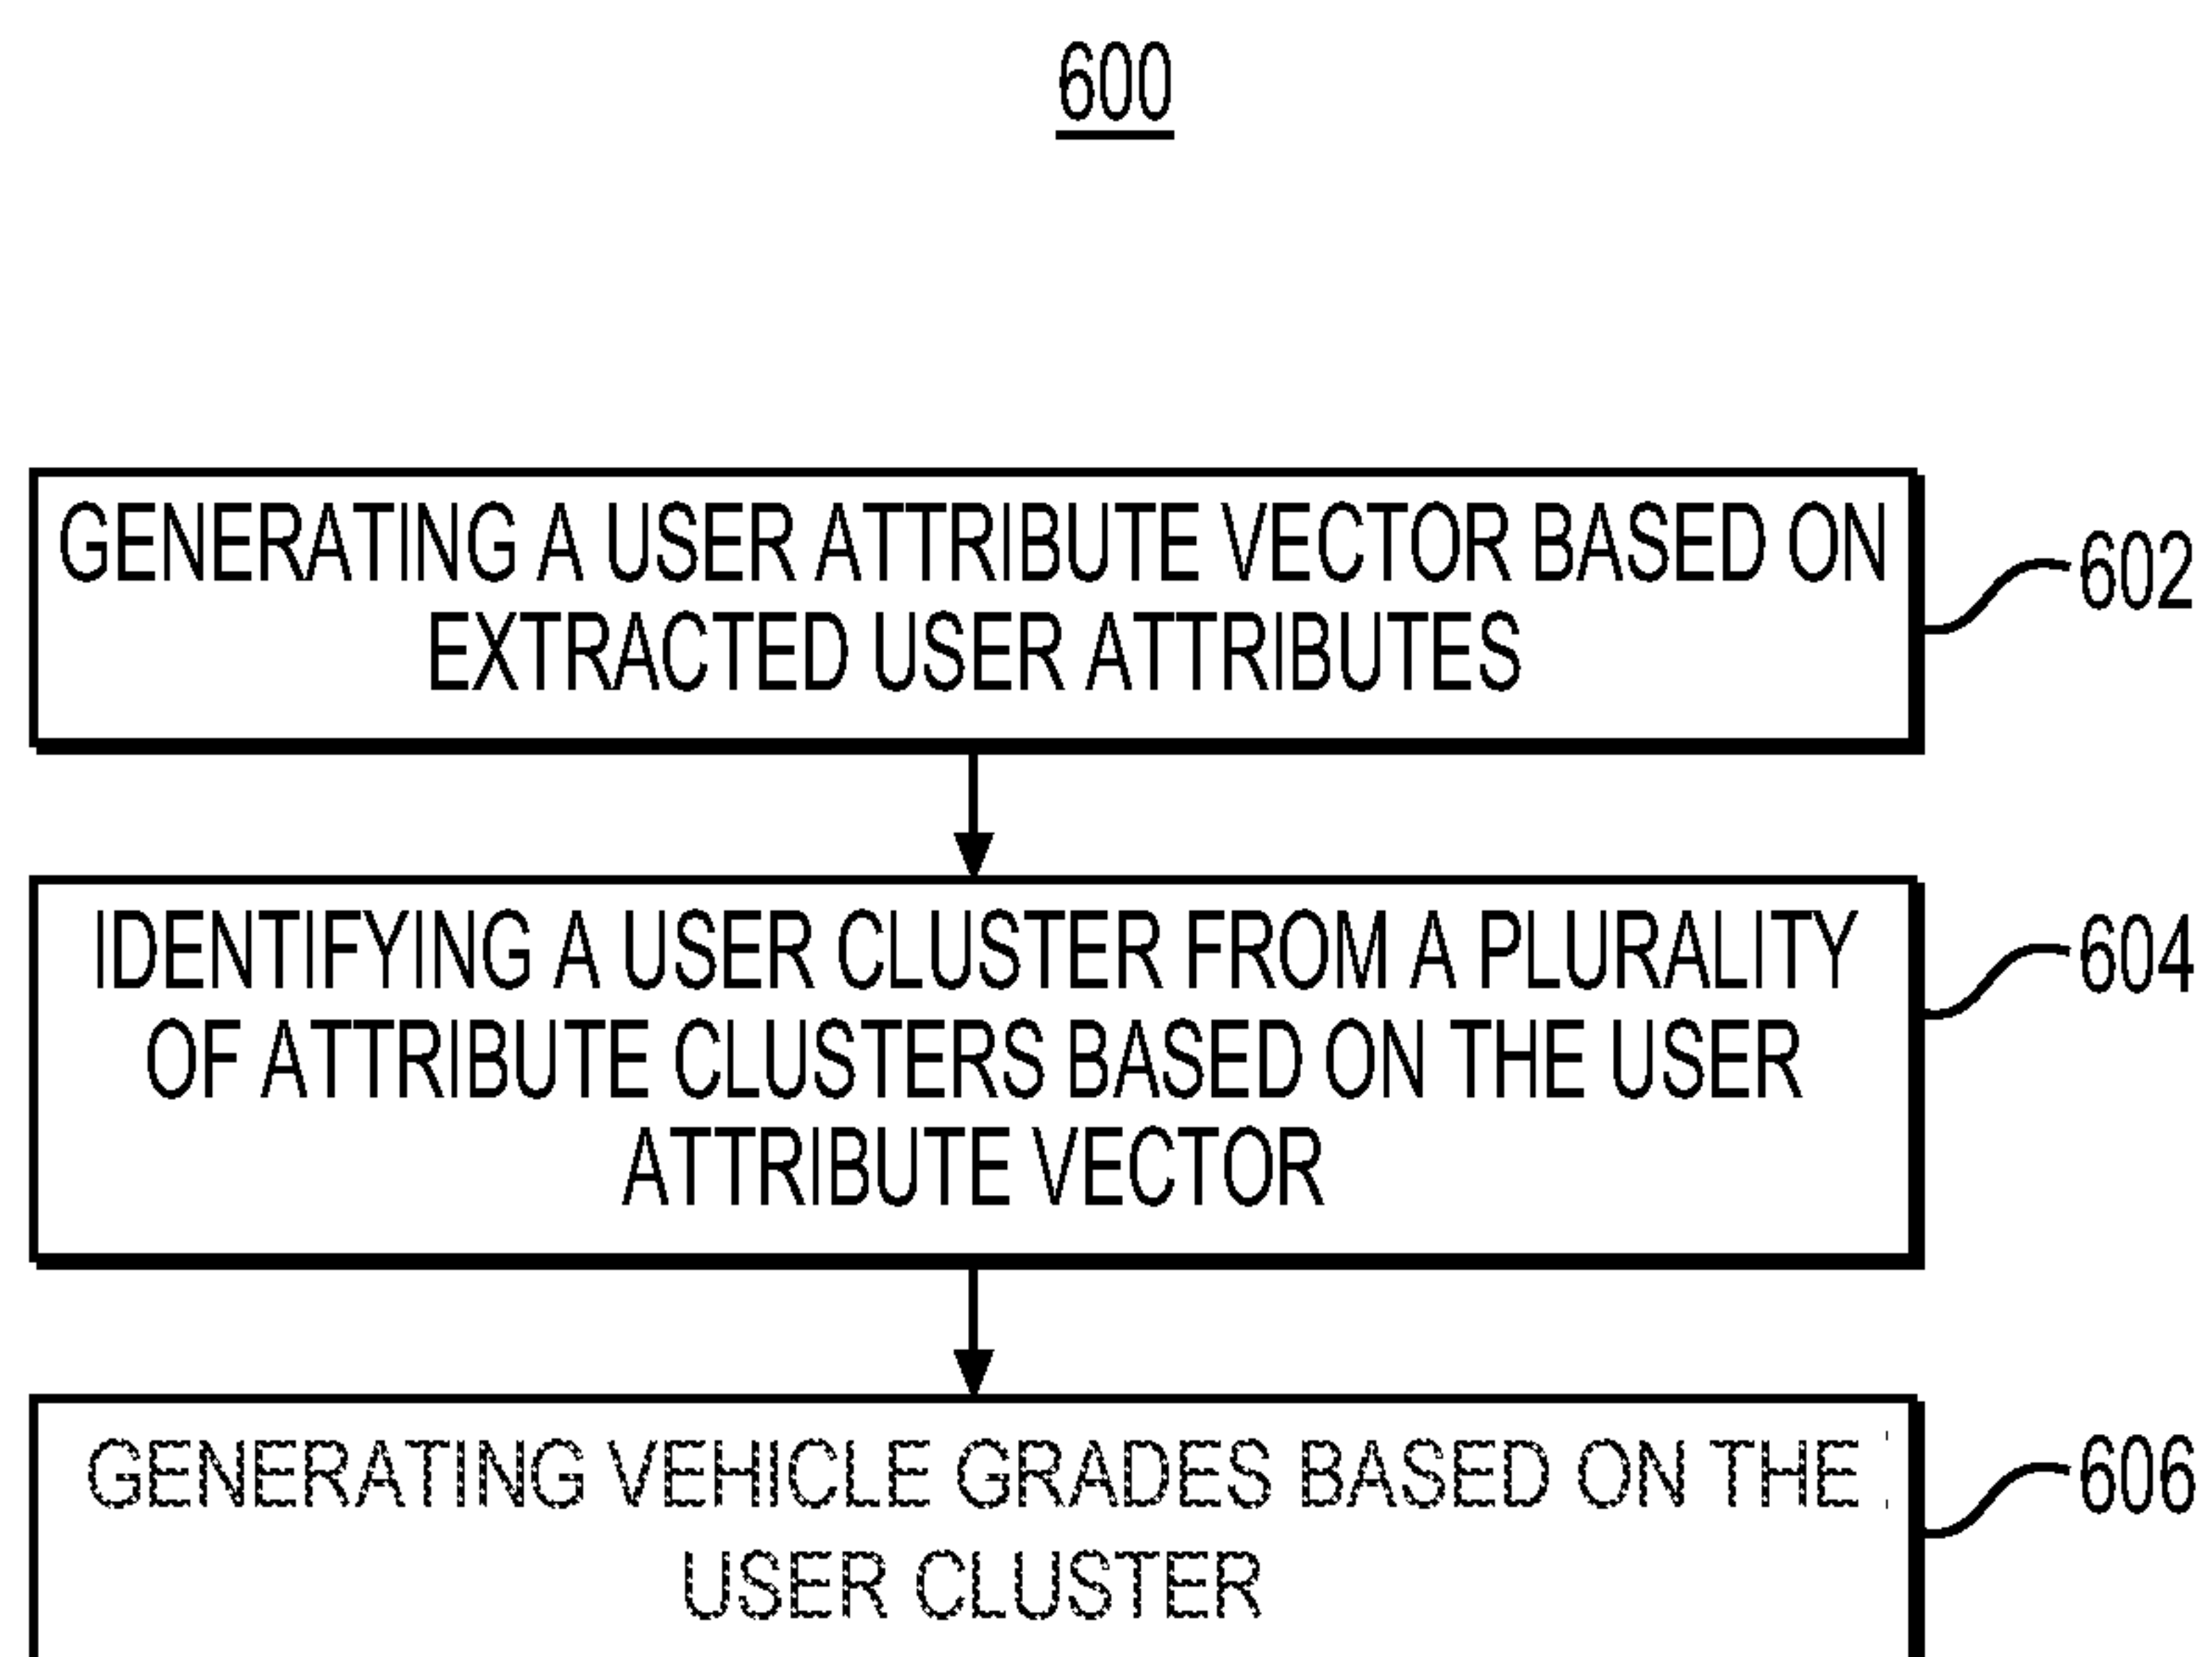 600
GENERATING A USER ATTRIBUTE VECTOR BASED ON
EXTRACTED USER ATTRIBUTES
602
IDENTIFYING A USER CLUSTER FROM A PLURALITY
OF ATTRIBUTE CLUSTERS BASED ON THE USER
ATTRIBUTE VECTOR
604
GENERATING VEHICLE GRADES BASED ON THE
USER CLUSTER
606